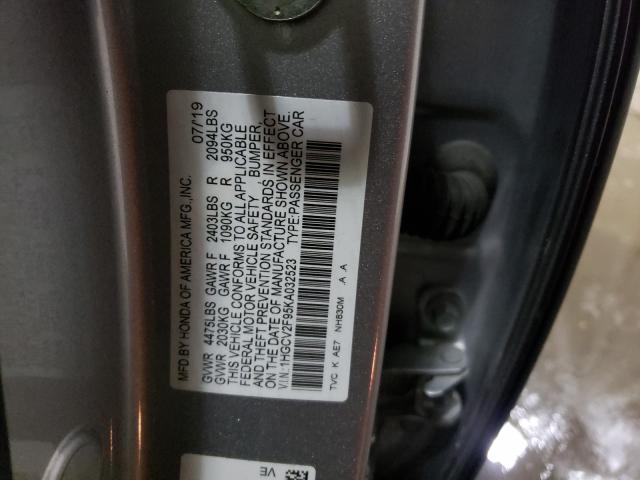 MFD BY HONDA OF AMERICA MFG.,INC. 07/19
GVWR 4475LBS GAWR F 2403LBS R 2094LBS
GVWR 2030KG GAWR F 1090KG R 950KG
THIS VEHICLE CONFORMS TO ALL APPLICABLE
FEDERAL MOTOR VEHICLE SAFETY, BUMPER,
AND THEFT PREVENTION STANDARDS IN EFFECT
ON THE DATE OF MANUFACTURE SHOWN ABOVE.
V.I.N.:1HGCV2F95KA032523 TYPE:PASSENGER CAR
TVC K AE7 NH830M A A
VE